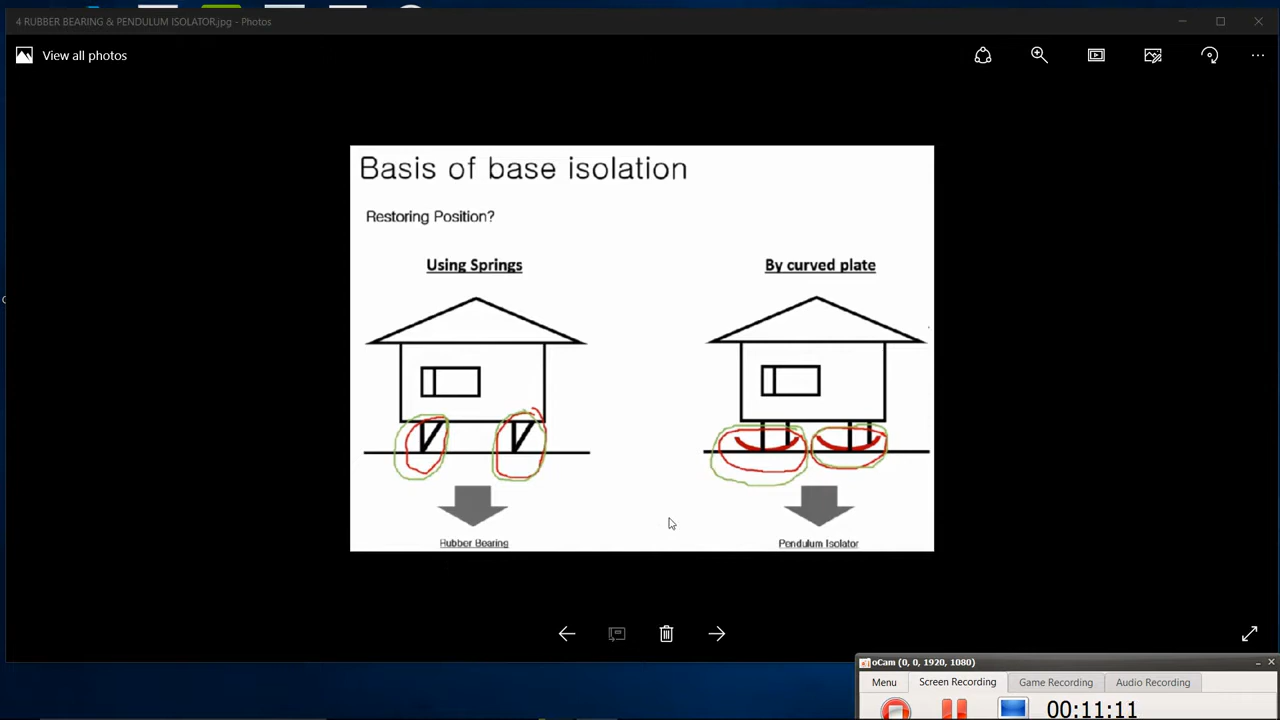 4 RUBBER BEARING & PENDULUM ISOLATOR.jpg - Photos
View all photos
Basis of base isolation
Restoring Position?
Using Springs
By curved plate
Rubber Bearing
Pendulum Isolator
oCam (0, 0, 1920, 1080)
Menu
Screen Recording
Game Recording
Audio Recording
00:11:11